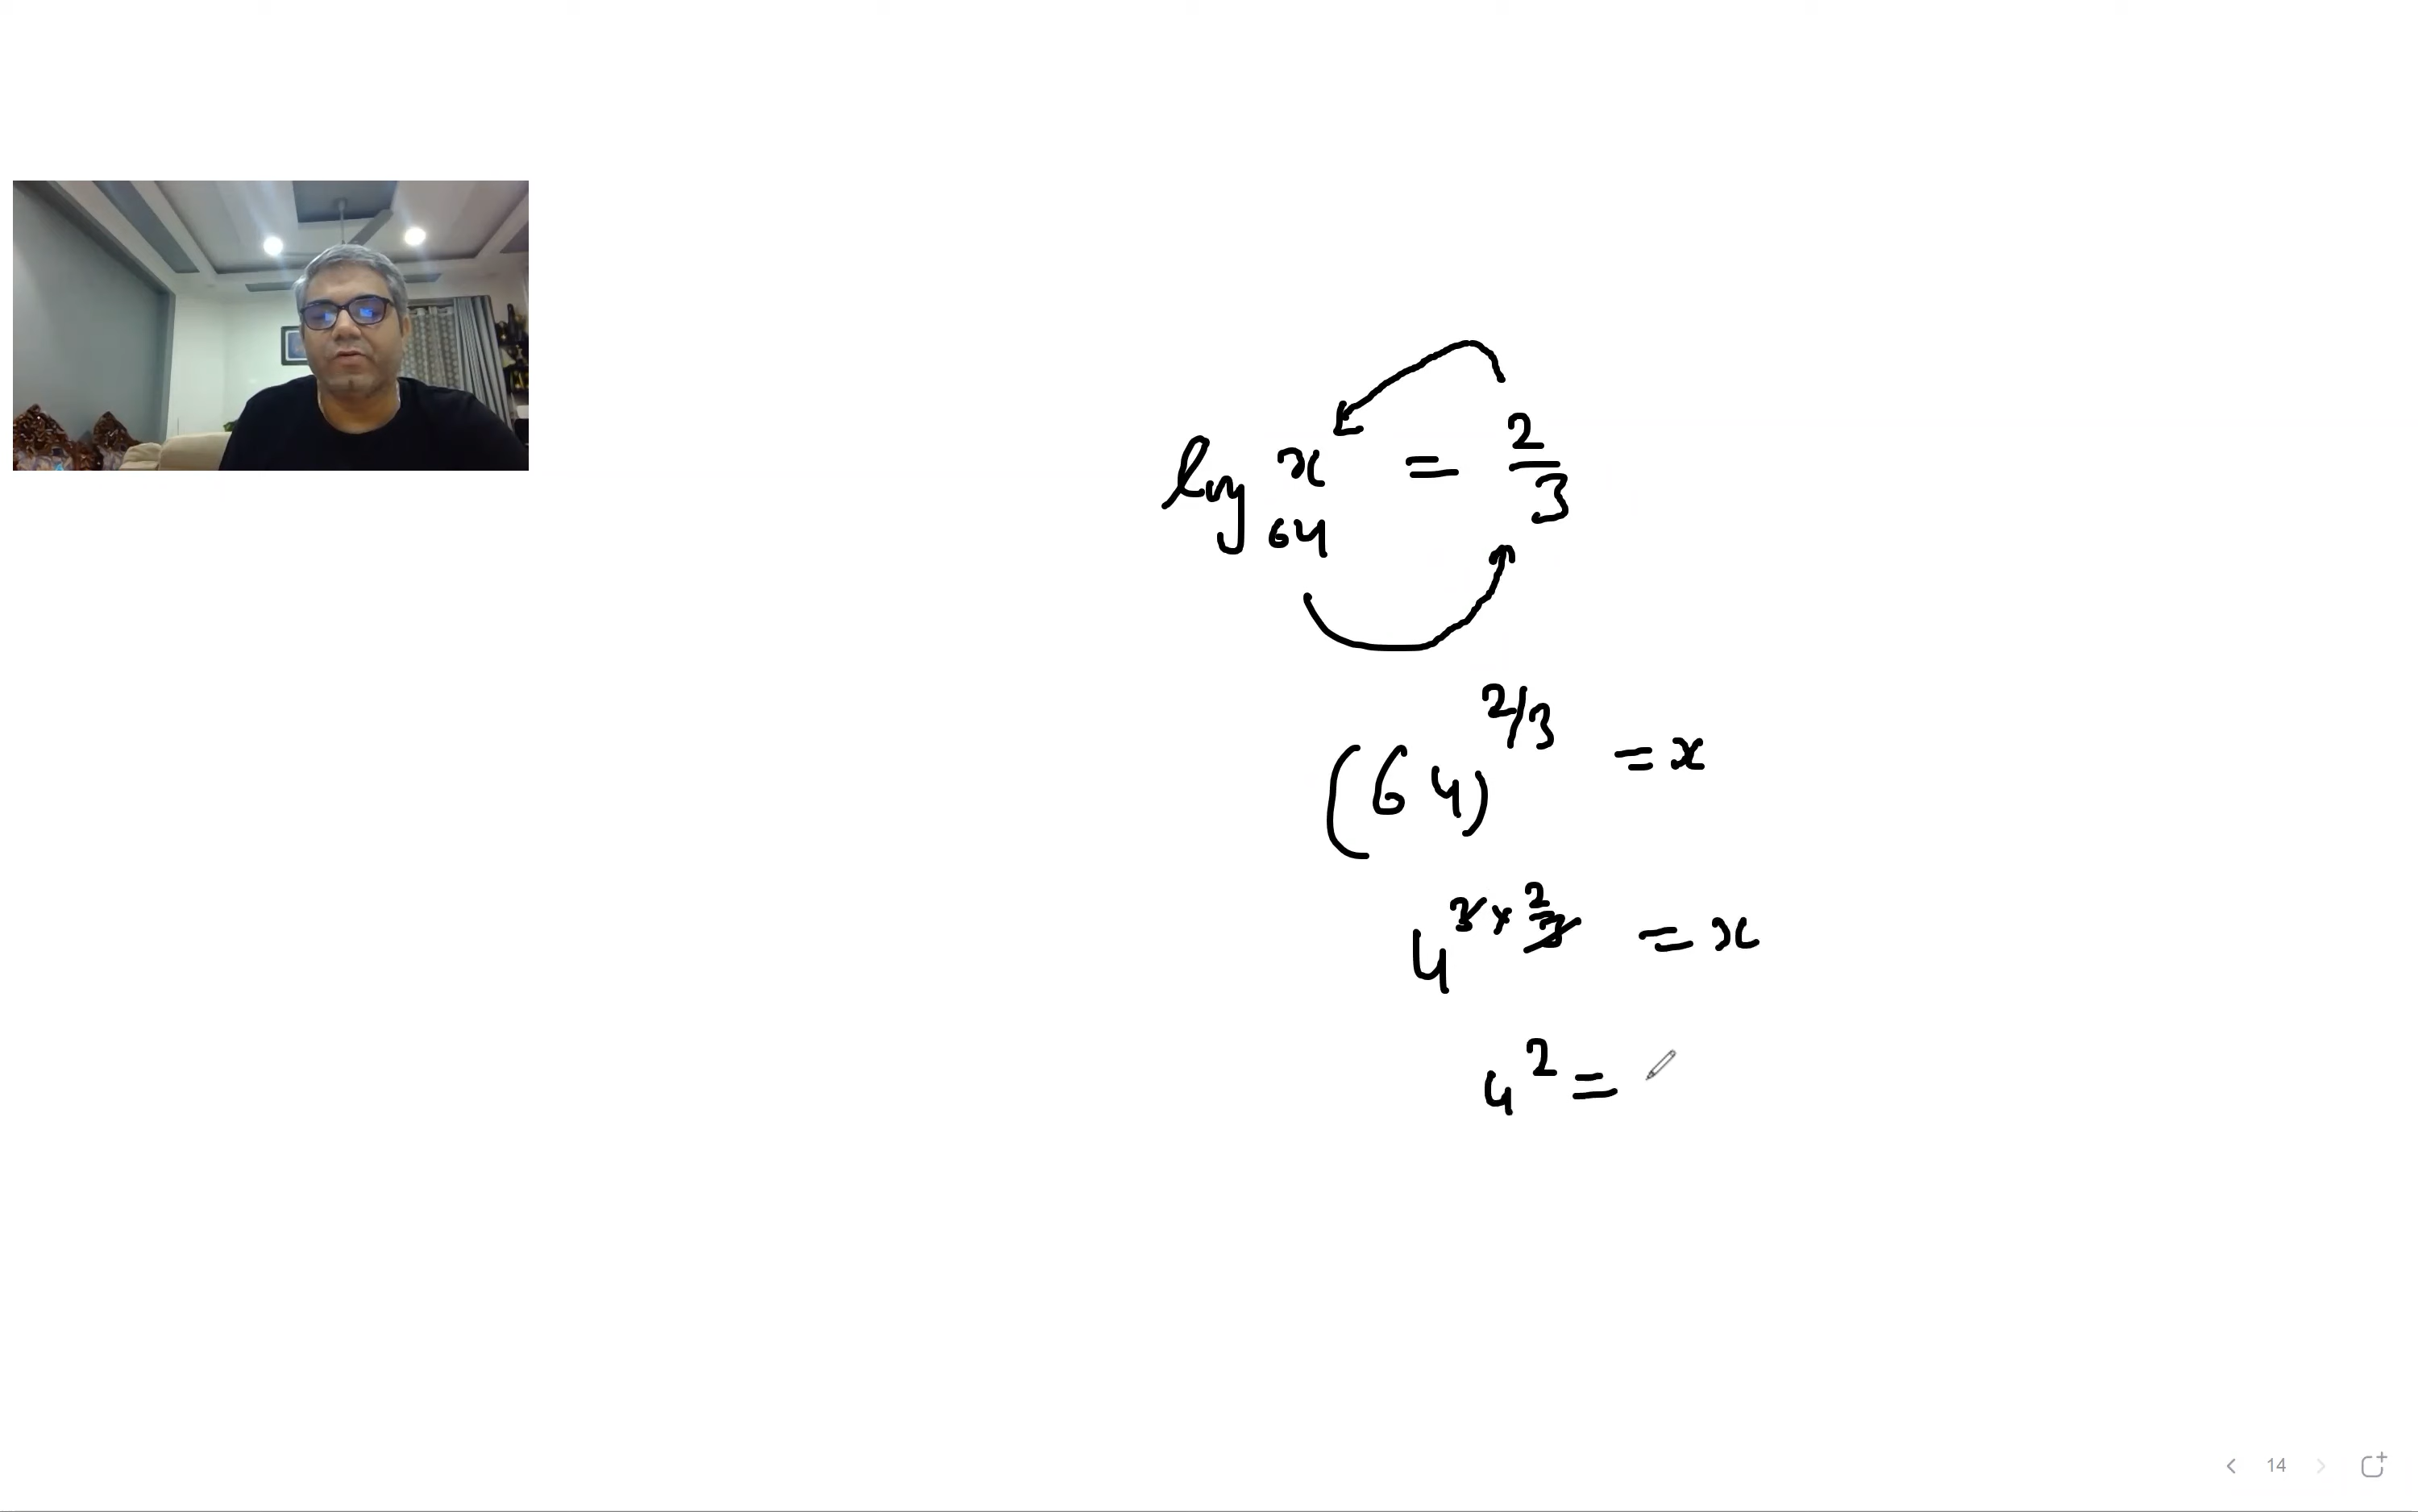 log₆₄ x = 2/3
(64)^2/3 = x
4^3×2/3 = x
4² =
14